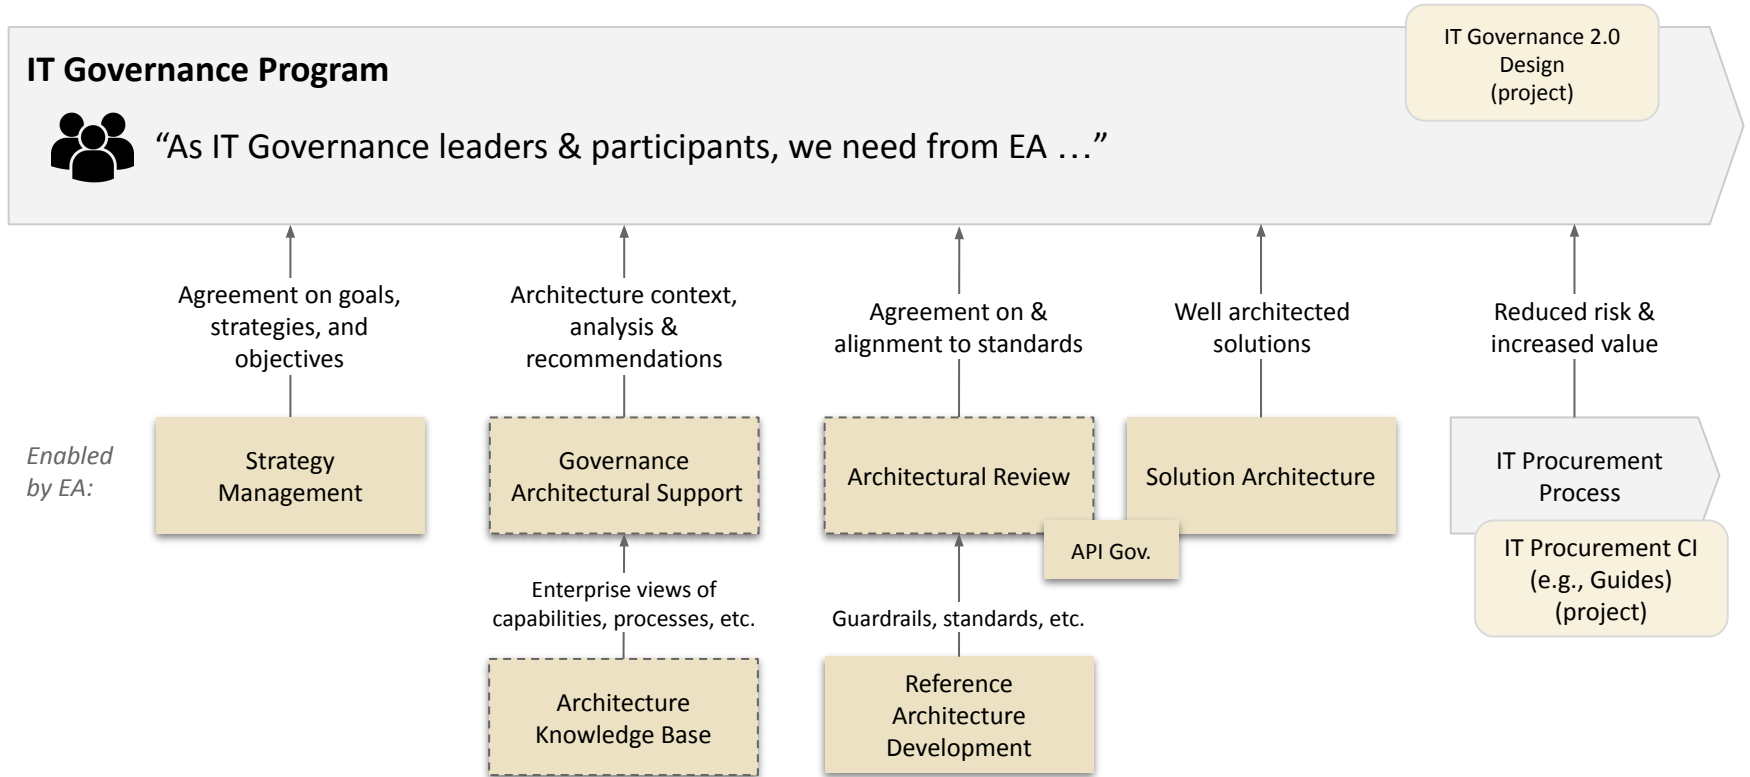 IT Governance 2.0
Design
(project)
IT Governance Program
“As IT Governance leaders & participants, we need from EA …”
Agreement on goals,
strategies, and
objectives
Architecture context,
analysis &
recommendations
Agreement on &
alignment to standards
Well architected
solutions
Reduced risk &
increased value
Enabled
by EA:
Strategy
Management
Governance
Architectural Support
Architectural Review
Solution Architecture
IT Procurement
Process
API Gov.
IT Procurement CI
(e.g., Guides)
(project)
Enterprise views of
capabilities, processes, etc.
Guardrails, standards, etc.
Architecture
Knowledge Base
Reference
Architecture
Development